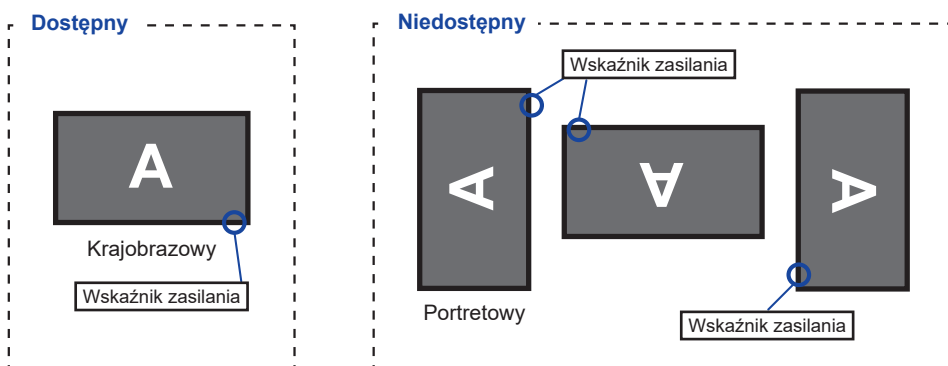 Dostępny
A
Krajobrazowy
Wskaźnik zasilania
Niedostępny
Wskaźnik zasilania
A
A
A
Portretowy
Wskaźnik zasilania